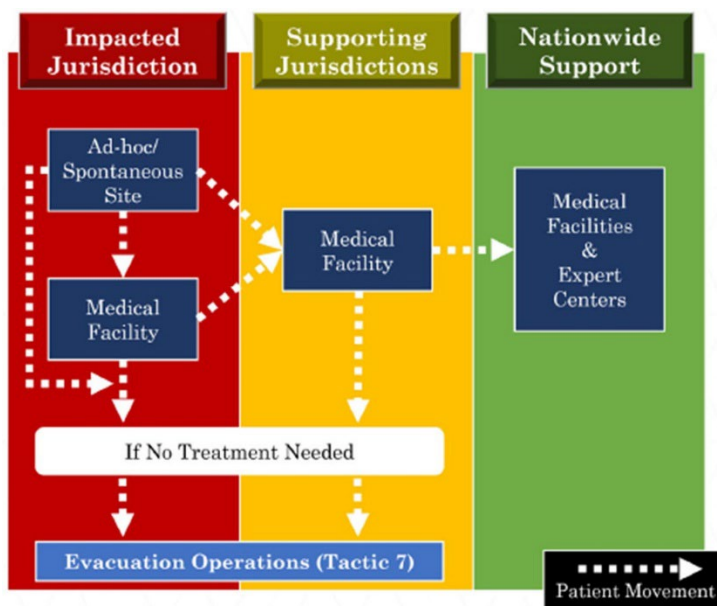 Impacted
Jurisdiction
Supporting
Jurisdictions
Nationwide
Support
Ad-hoc/
Spontaneous
Site
Medical
Facility
Medical
Facility
Medical
Facilities
&
Expert
Centers
If No Treatment Needed
Evacuation Operations (Tactic 7)
Patient Movement